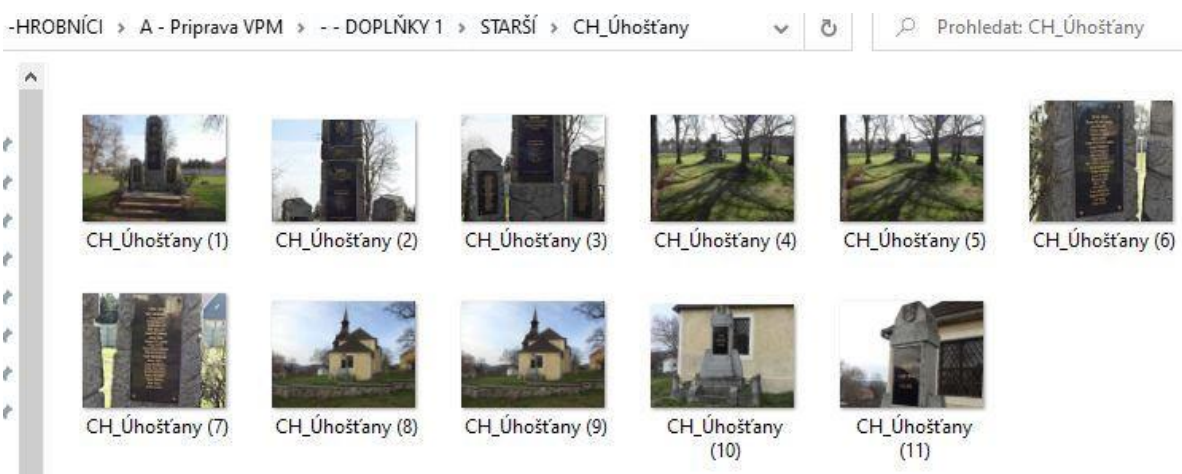 -HROBNÍCI > A - Priprava VPM > - - DOPLŇKY 1 > STARŠÍ > CH_Úhošťany
Prohledat: CH_Úhošťany
CH_Úhošťany (1)
CH_Úhošťany (2)
CH_Úhošťany (3)
CH_Úhošťany (4)
CH_Úhošťany (5)
CH_Úhošťany (6)
CH_Úhošťany (7)
CH_Úhošťany (8)
CH_Úhošťany (9)
CH_Úhošťany
(10)
CH_Úhošťany
(11)